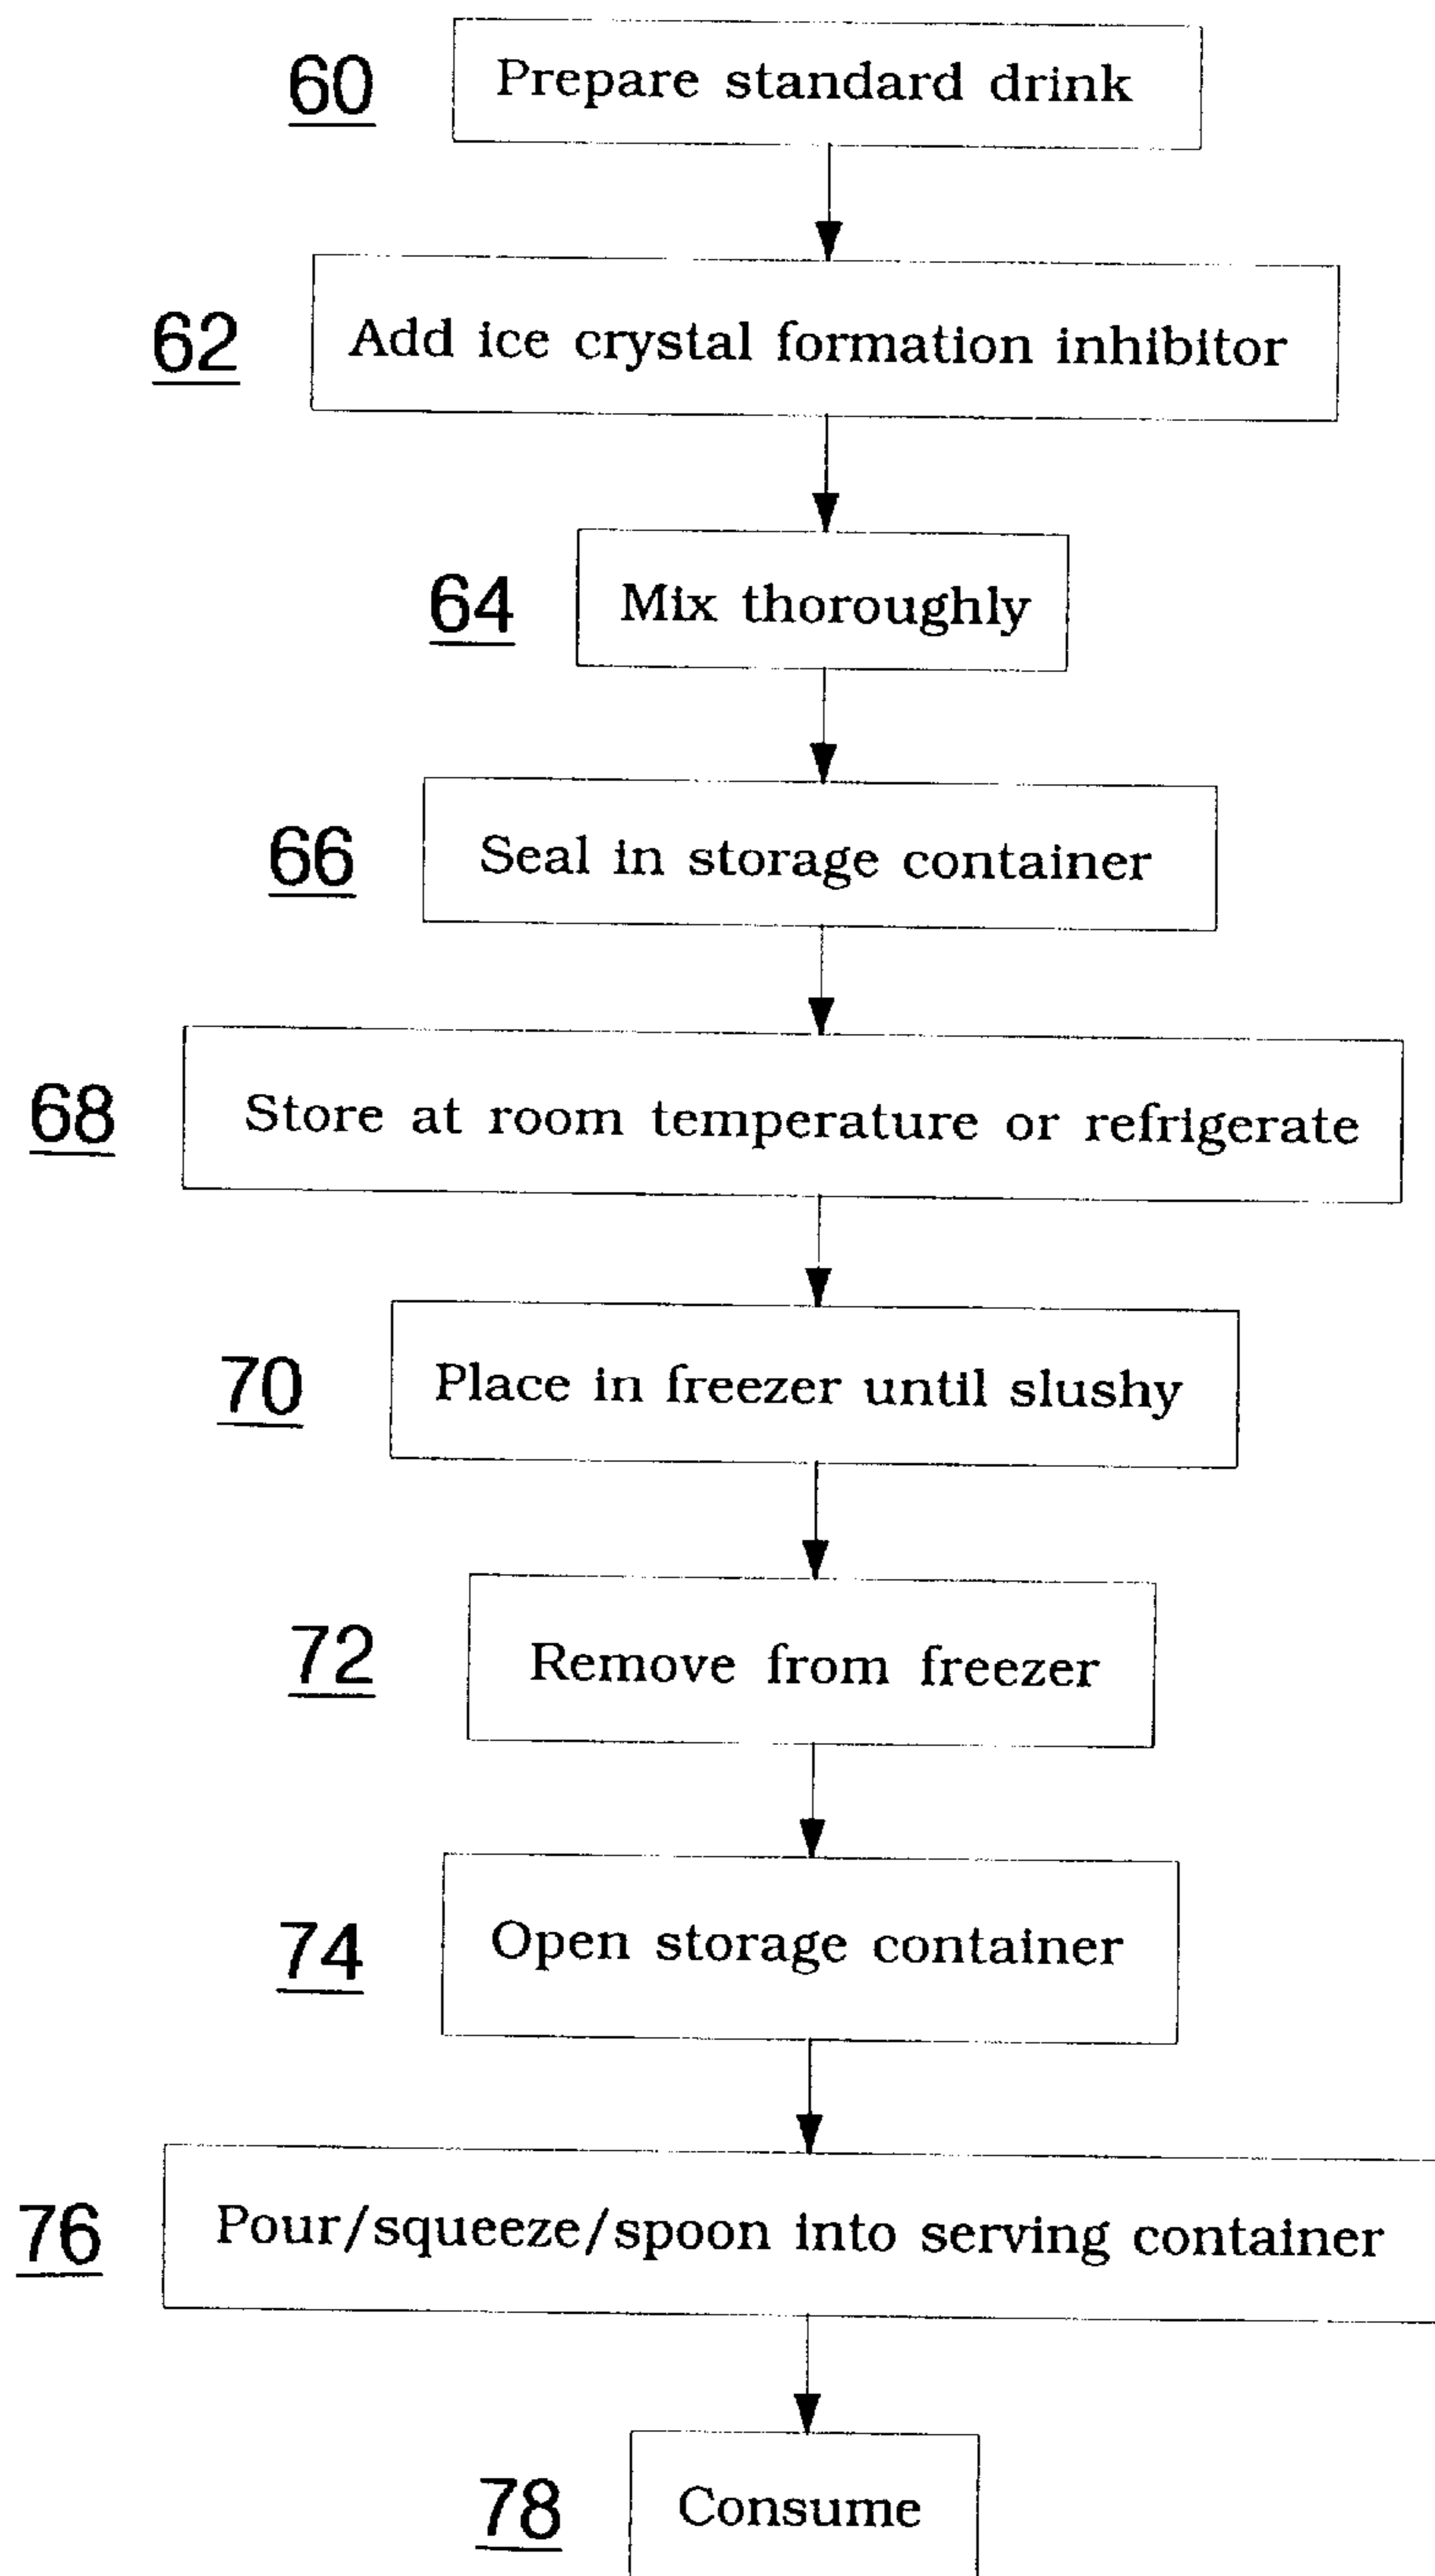 60 Prepare standard drink
62 Add ice crystal formation inhibitor
64 Mix thoroughly
66 Seal in storage container
68 Store at room temperature or refrigerate
70 Place in freezer until slushy
72 Remove from freezer
74 Open storage container
76 Pour/squeeze/spoon into serving container
78 Consume